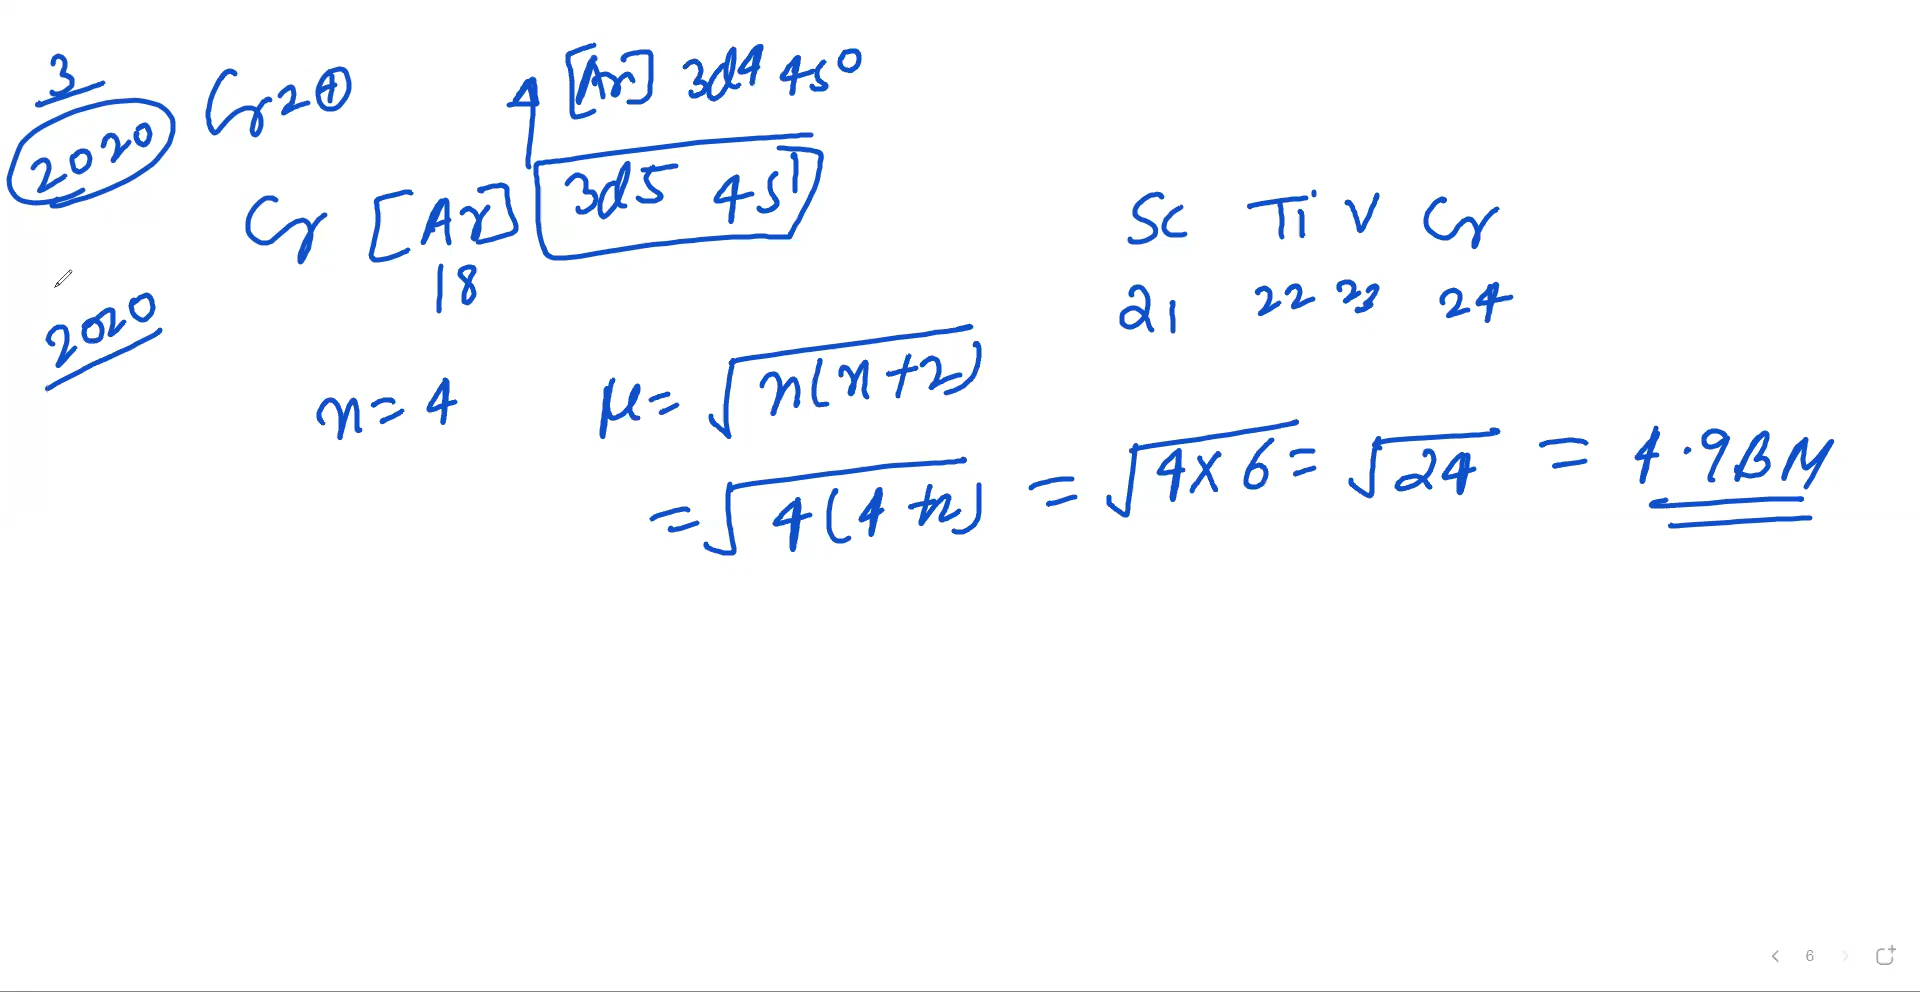 3
2020
Cr2+
4 [Ar] 3d4 4s0
Cr [Ar] 3d5 4s1
18
Sc Ti V Cr
21 22 23 24
2020
n=4 μ=√n(n+2)
=√4(4+2) = √4×6 = √24 = 4.9BM
6